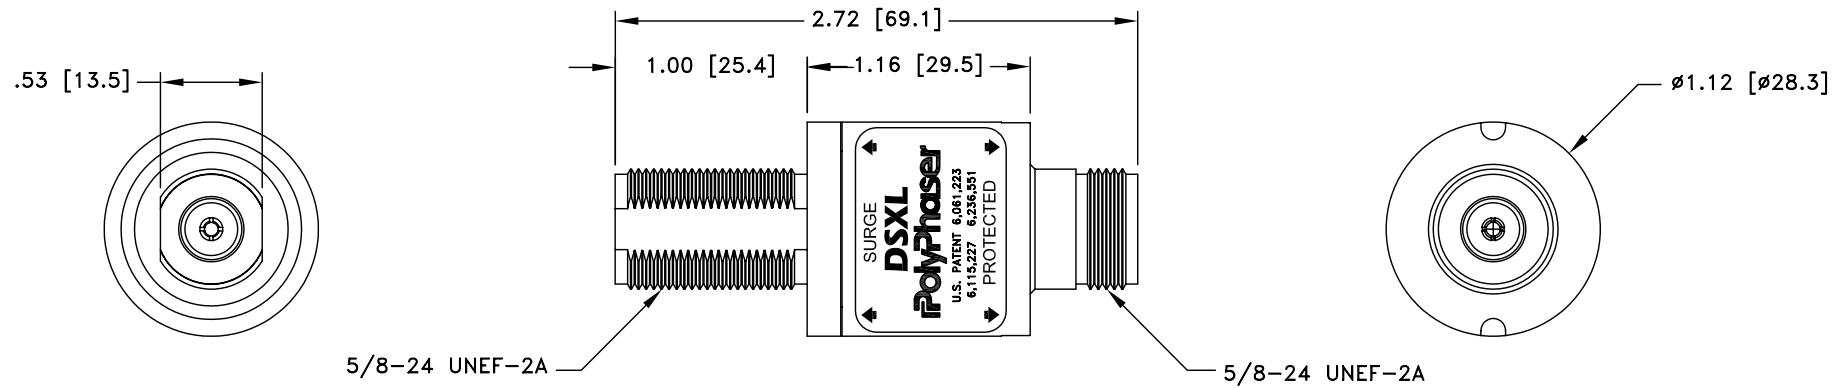 2.72 [69.1]
.53 [13.5]
1.00 [25.4]
1.16 [29.5]
ø1.12 [ø28.3]
SURGE
DSXL
PolyPhaser
U.S. PATENT 6,061,223
6,115,227 6,236,551
PROTECTED
5/8-24 UNEF-2A
5/8-24 UNEF-2A